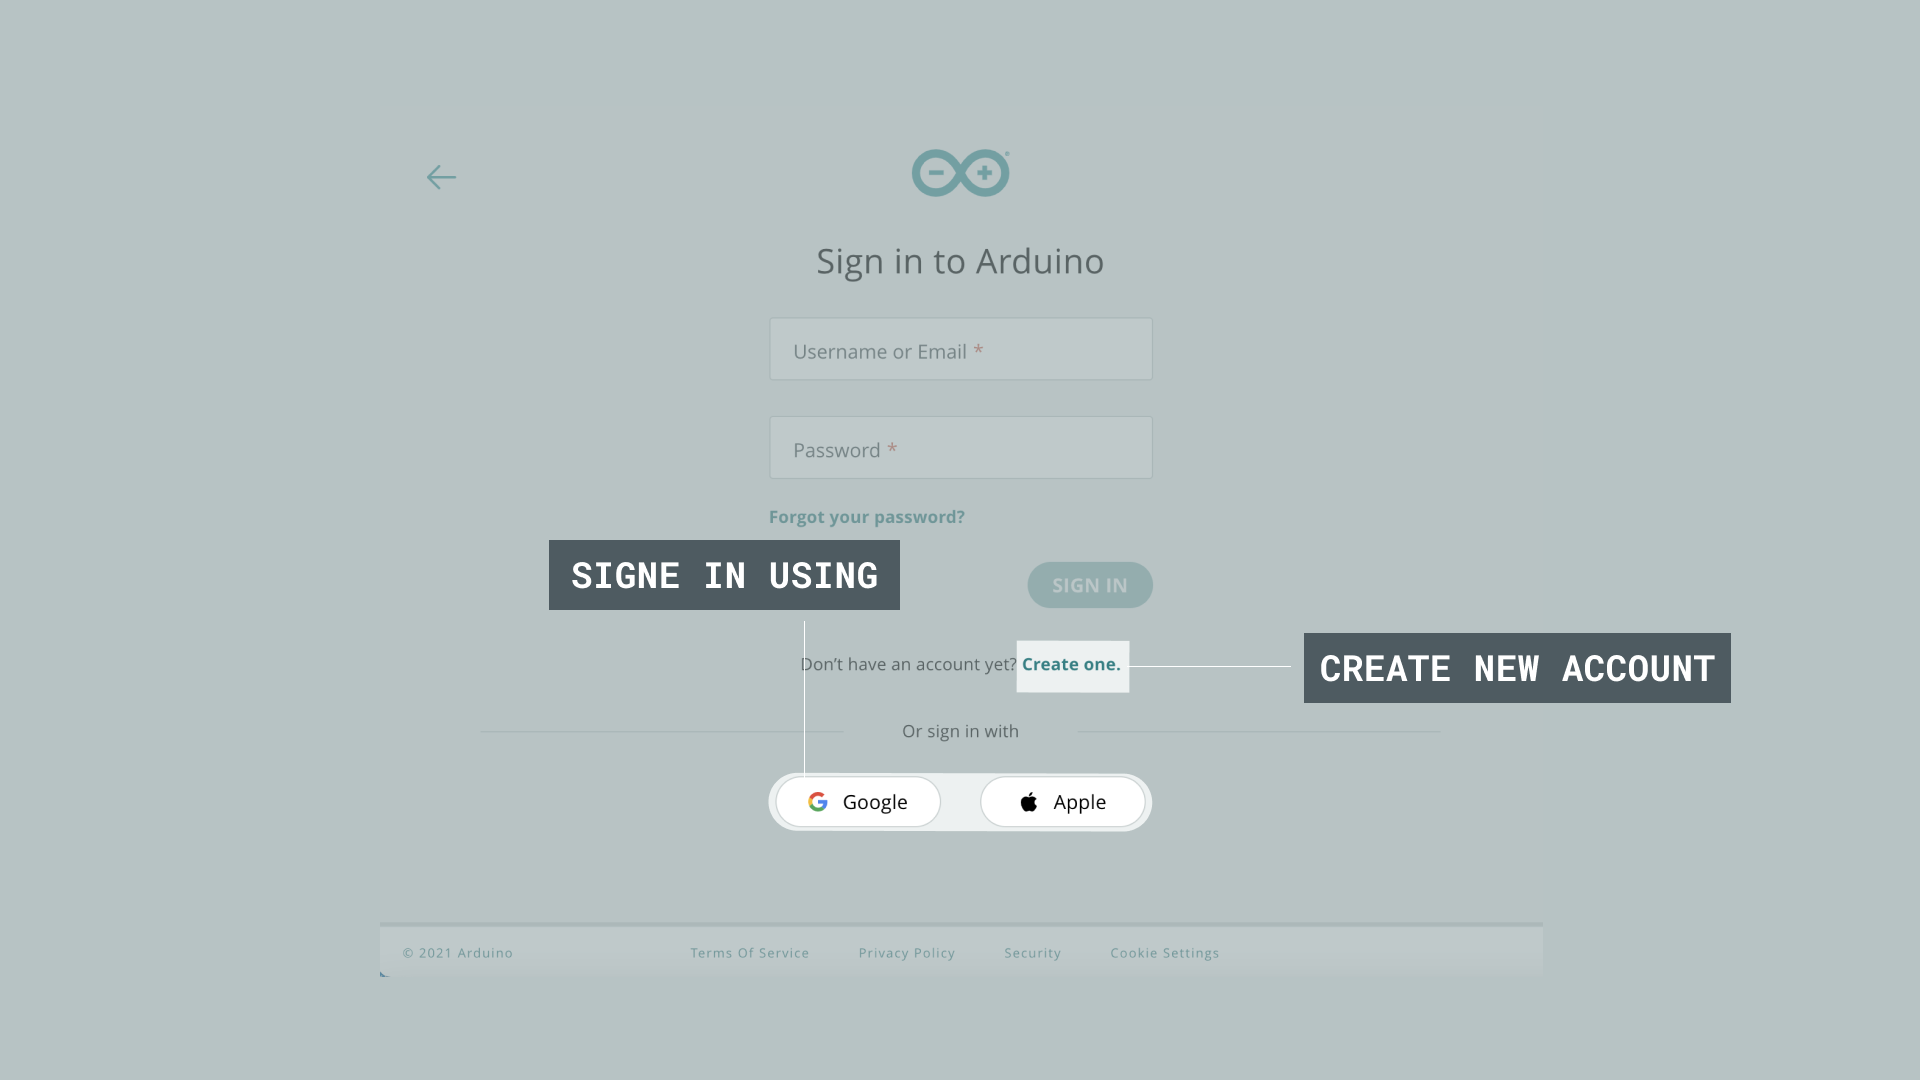 Sign in to Arduino
Username or Email *
Password *
Forgot your password?
SIGNE IN USING
SIGN IN
Don’t have an account yet? Create one.
CREATE NEW ACCOUNT
Or sign in with
Google
Apple
© 2021 Arduino
Terms Of Service
Privacy Policy
Security
Cookie Settings